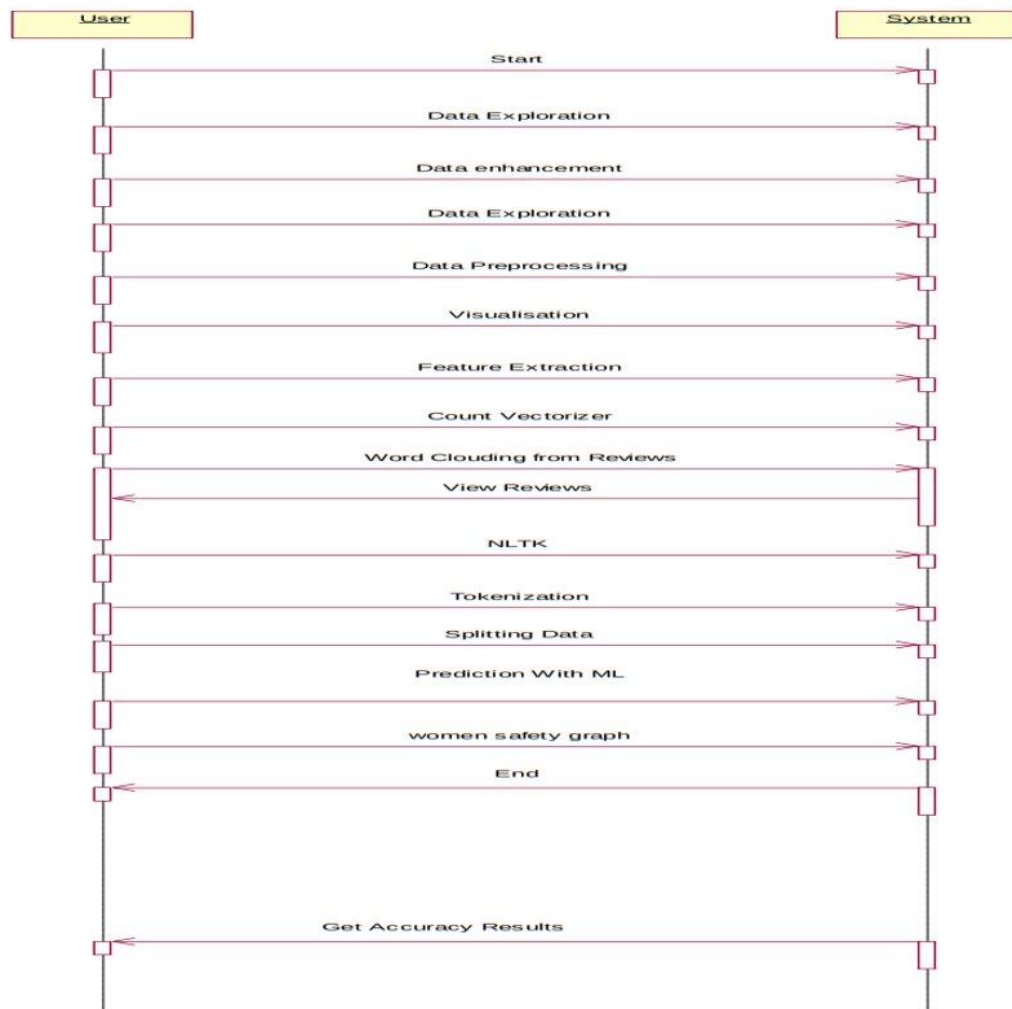 User
System
Start
Data Exploration
Data enhancement
Data Exploration
Data Preprocessing
Visualisation
Feature Extraction
Count Vectorizer
Word Clouding from Reviews
View Reviews
NLTK
Tokenization
Splitting Data
Prediction With ML
women safety graph
End
Get Accuracy Results